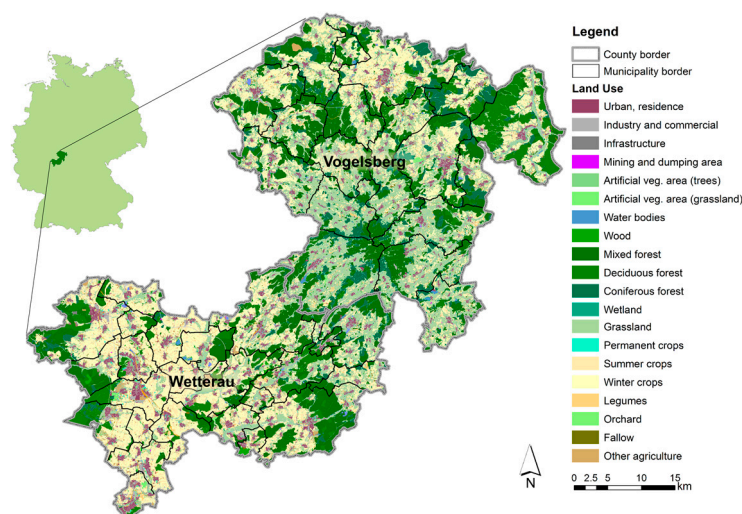 Legend
County border
Municipality border
Land Use
Urban, residence
Industry and commercial
Infrastructure
Mining and dumping area
Artificial veg. area (trees)
Artificial veg. area (grassland)
Water bodies
Wood
Mixed forest
Deciduous forest
Coniferous forest
Wetland
Grassland
Permanent crops
Summer crops
Winter crops
Legumes
Orchard
Fallow
Other agriculture
Vogelsberg
Wetterau
N
0 2.5 5 10 15
km